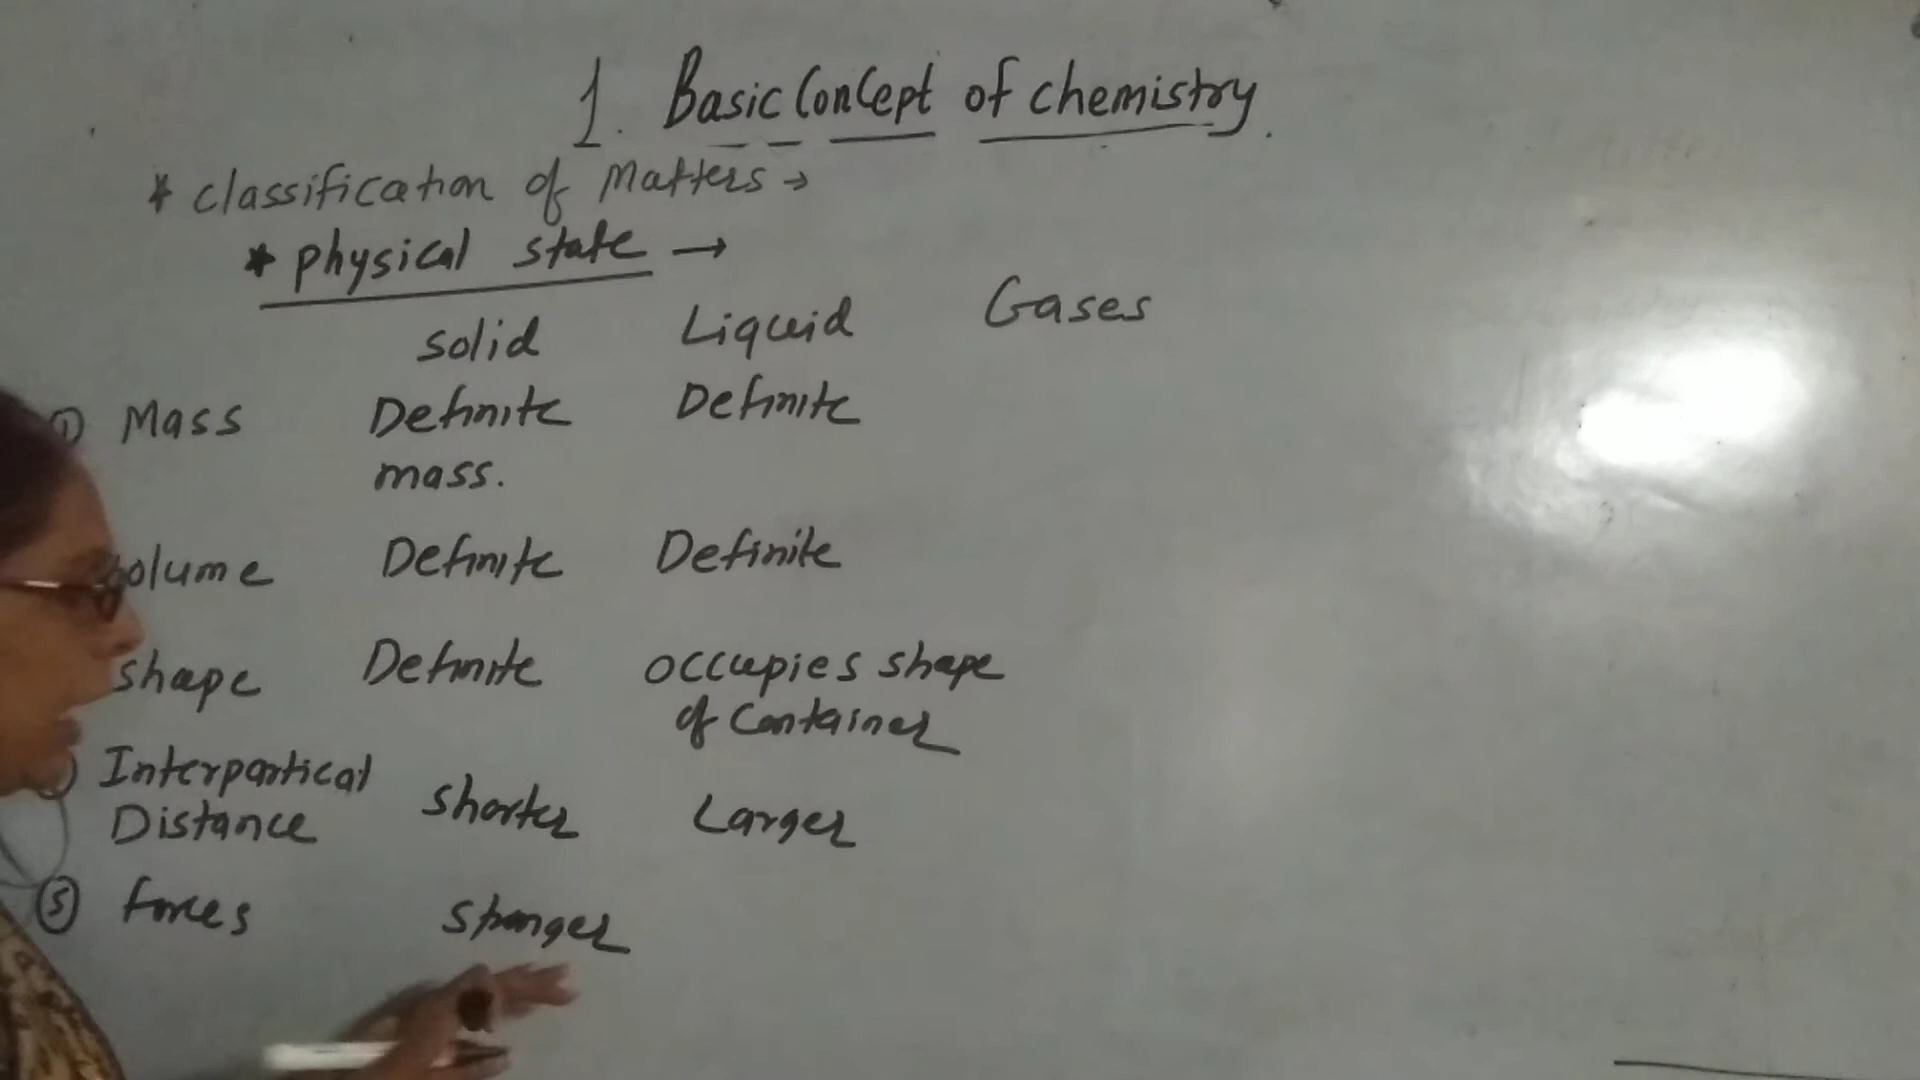 1. Basic Concept of chemistry.
* classification of Matters →
* physical state →
solid Liquid Gases
① Mass Definite Definite
mass.
volume Definite Definite
shape Definite occupies shape
of Container
Interpartical
Distance shorter Larger
⑤ forces stronger